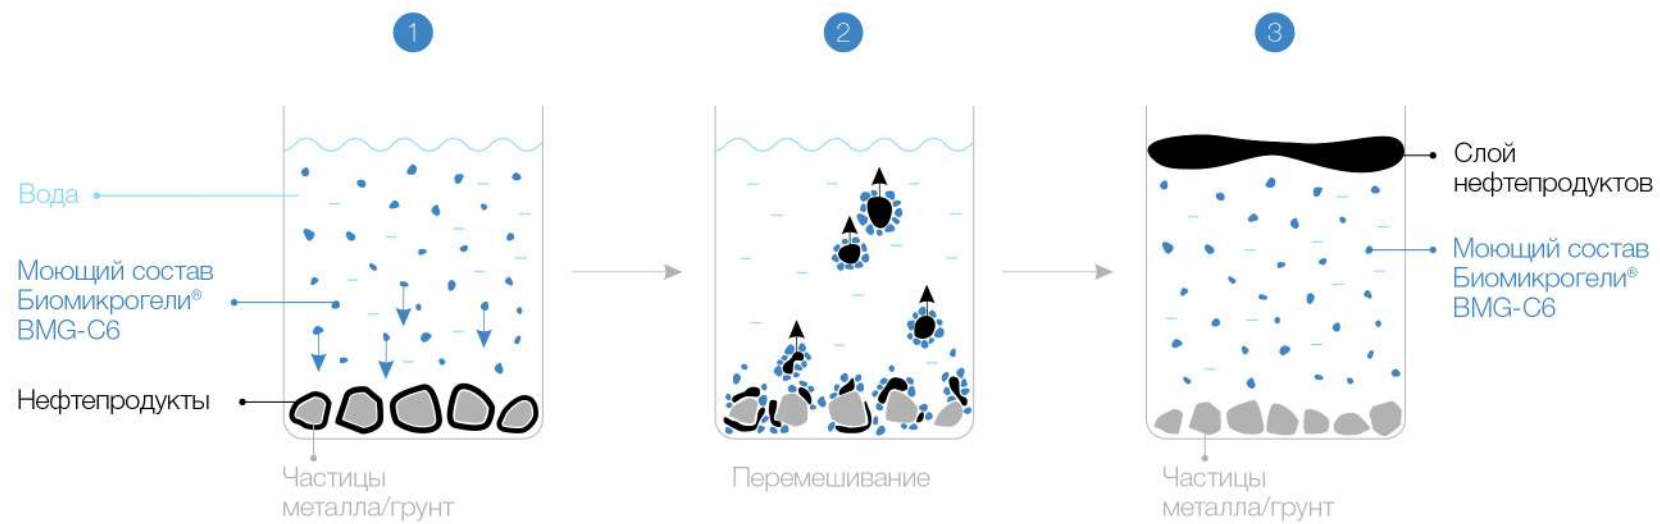 1
2
3
Вода
Моющий состав
Биомикрогели®
BMG-C6
Нефтепродукты
Частицы
металла/грунт
Перемешивание
Слой
нефтепродуктов
Моющий состав
Биомикрогели®
BMG-C6
Частицы
металла/грунт